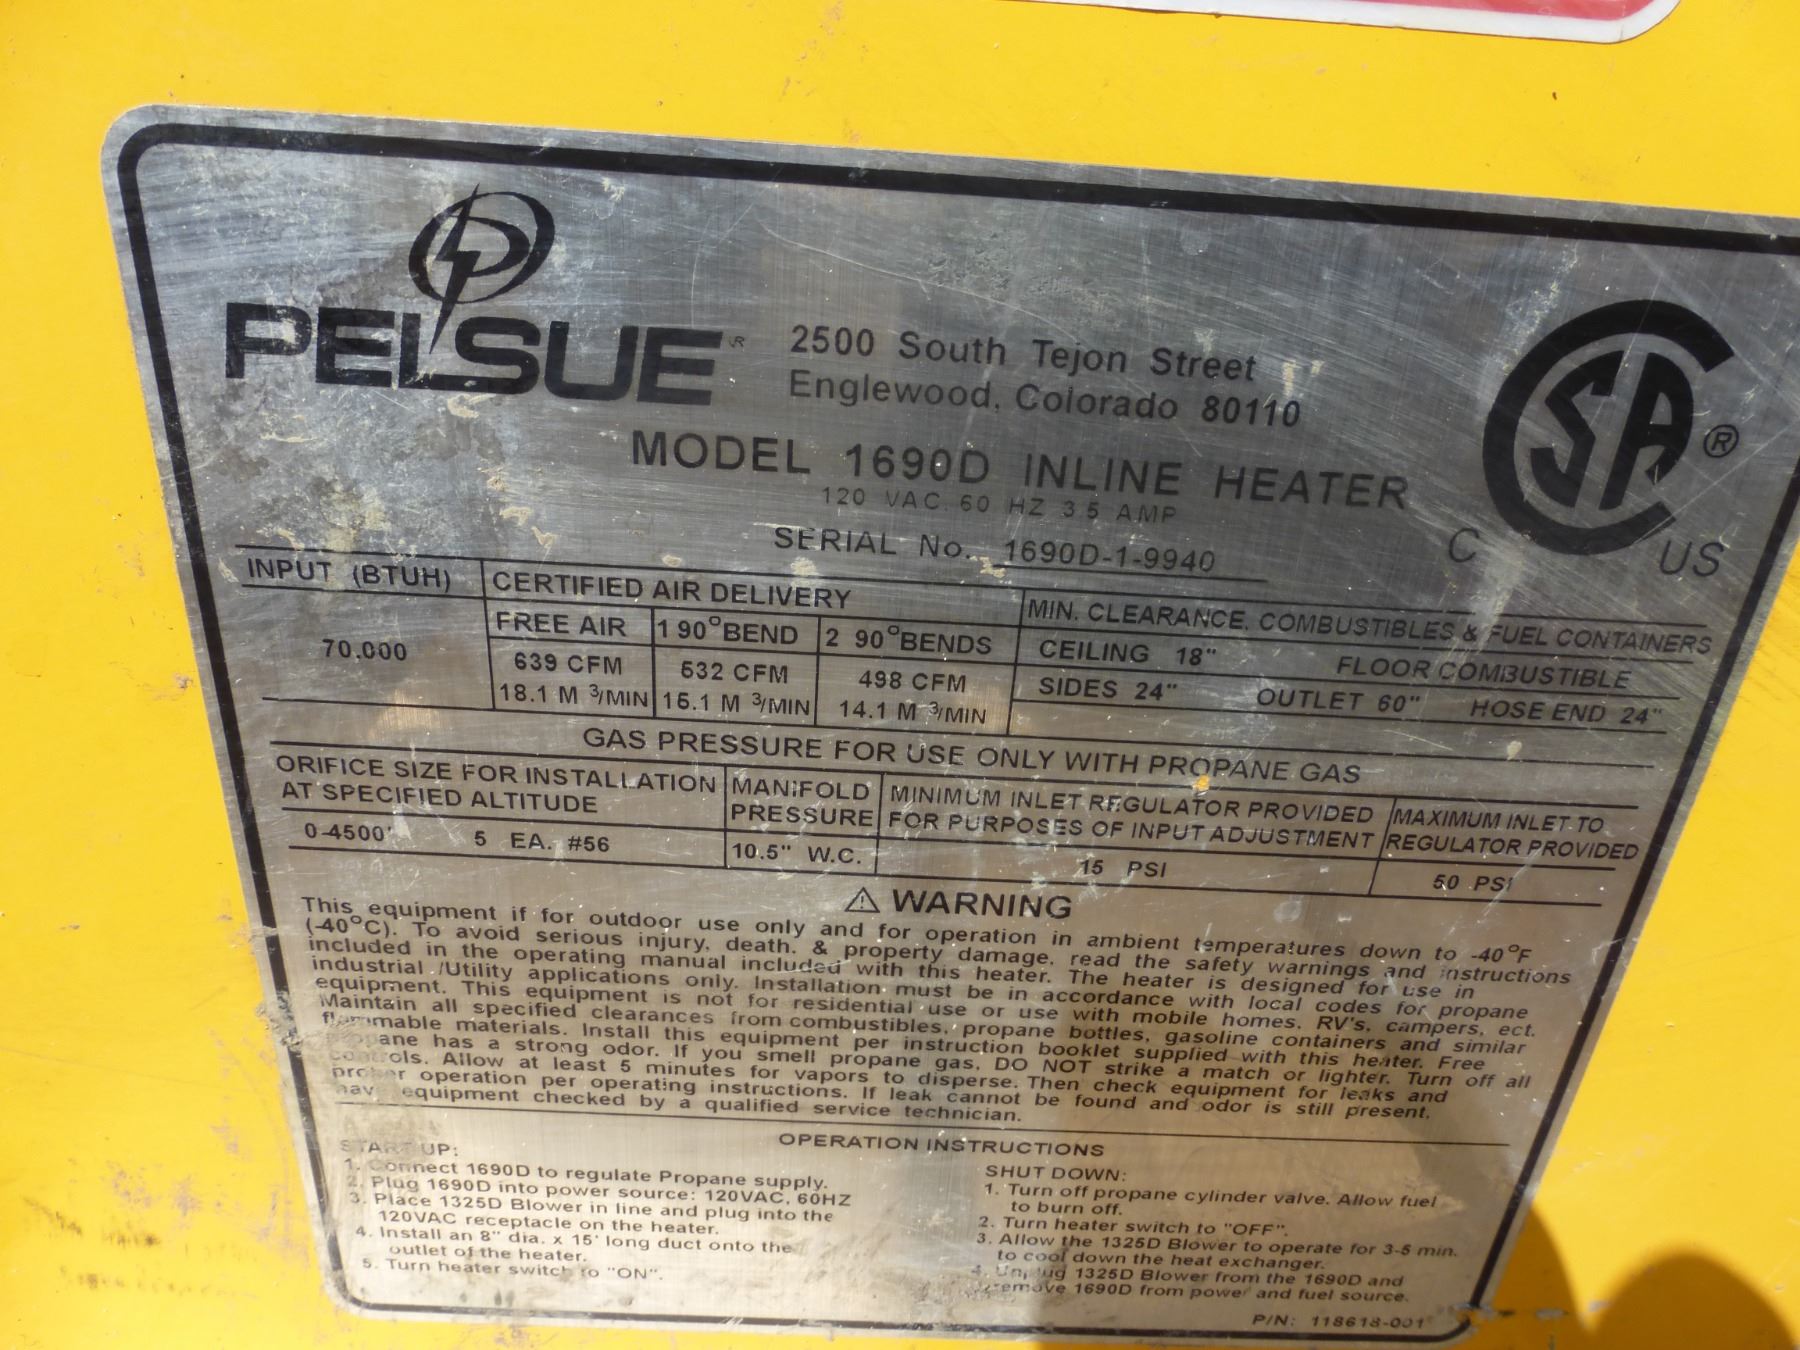 PELSUE
2500 South Tejon Street
Englewood, Colorado 80110
MODEL 1690D INLINE HEATER
120 VAC 60 HZ 3.5 AMP
SERIAL No. 1690D-1-9940
CSA ®
C US
INPUT (BTUH)
70,000
CERTIFIED AIR DELIVERY
FREE AIR
639 CFM
18.1 M 3/MIN
1 90°BEND
532 CFM
15.1 M 3/MIN
2 90°BENDS
498 CFM
14.1 M 3/MIN
MIN. CLEARANCE, COMBUSTIBLES & FUEL CONTAINERS
CEILING 18" FLOOR COMBUSTIBLE
SIDES 24" OUTLET 60" HOSE END 24"
GAS PRESSURE FOR USE ONLY WITH PROPANE GAS
ORIFICE SIZE FOR INSTALLATION
AT SPECIFIED ALTITUDE
0-4500' 5 EA. #56
MANIFOLD
PRESSURE
10.5" W.C.
MINIMUM INLET REGULATOR PROVIDED
FOR PURPOSES OF INPUT ADJUSTMENT
15 PSI
MAXIMUM INLET TO
REGULATOR PROVIDED
50 PSI
⚠ WARNING
This equipment if for outdoor use only and for operation in ambient temperatures down to -40°F
(-40°C). To avoid serious injury, death, & property damage, read the safety warnings and instructions
included in the operating manual included with this heater. The heater is designed for use in
industrial /Utility applications only. Installation must be in accordance with local codes for propane
equipment. This equipment is not for residential use or use with mobile homes, RV's, campers, ect.
Maintain all specified clearances from combustibles, propane bottles, gasoline containers and similar
flammable materials. Install this equipment per instruction booklet supplied with this heater. Free
propane has a strong odor. If you smell propane gas, DO NOT strike a match or lighter. Turn off all
controls. Allow at least 5 minutes for vapors to disperse. Then check equipment for leaks and
proper operation per operating instructions. If leak cannot be found and odor is still present,
have equipment checked by a qualified service technician.
OPERATION INSTRUCTIONS
START UP:
1. Connect 1690D to regulate Propane supply.
2. Plug 1690D into power source: 120VAC, 60HZ
3. Place 1325D Blower in line and plug into the
120VAC receptacle on the heater.
4. Install an 8" dia. x 15' long duct onto the
outlet of the heater.
5. Turn heater switch to "ON".
SHUT DOWN:
1. Turn off propane cylinder valve. Allow fuel
to burn off.
2. Turn heater switch to "OFF".
3. Allow the 1325D Blower to operate for 3-5 min.
to cool down the heat exchanger.
4. Unplug 1325D Blower from the 1690D and
remove 1690D from power and fuel source.
P/N: 118618-001